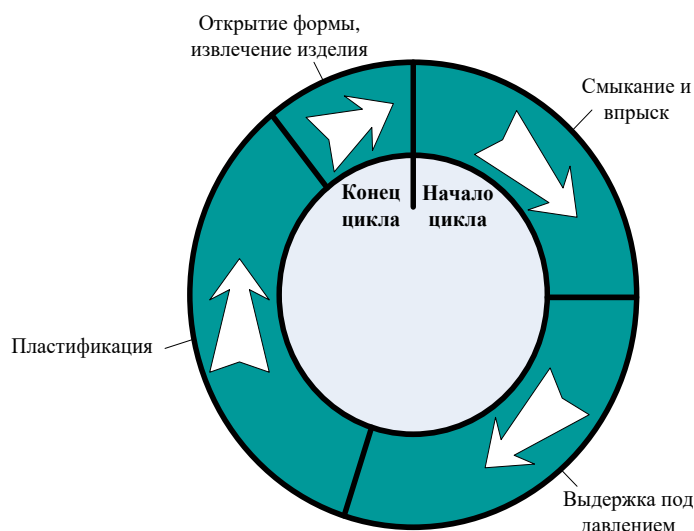 Открытие формы,
извлечение изделия
Смыкание и
впрыск
Конец
цикла
Начало
цикла
Пластификация
Выдержка под
давлением